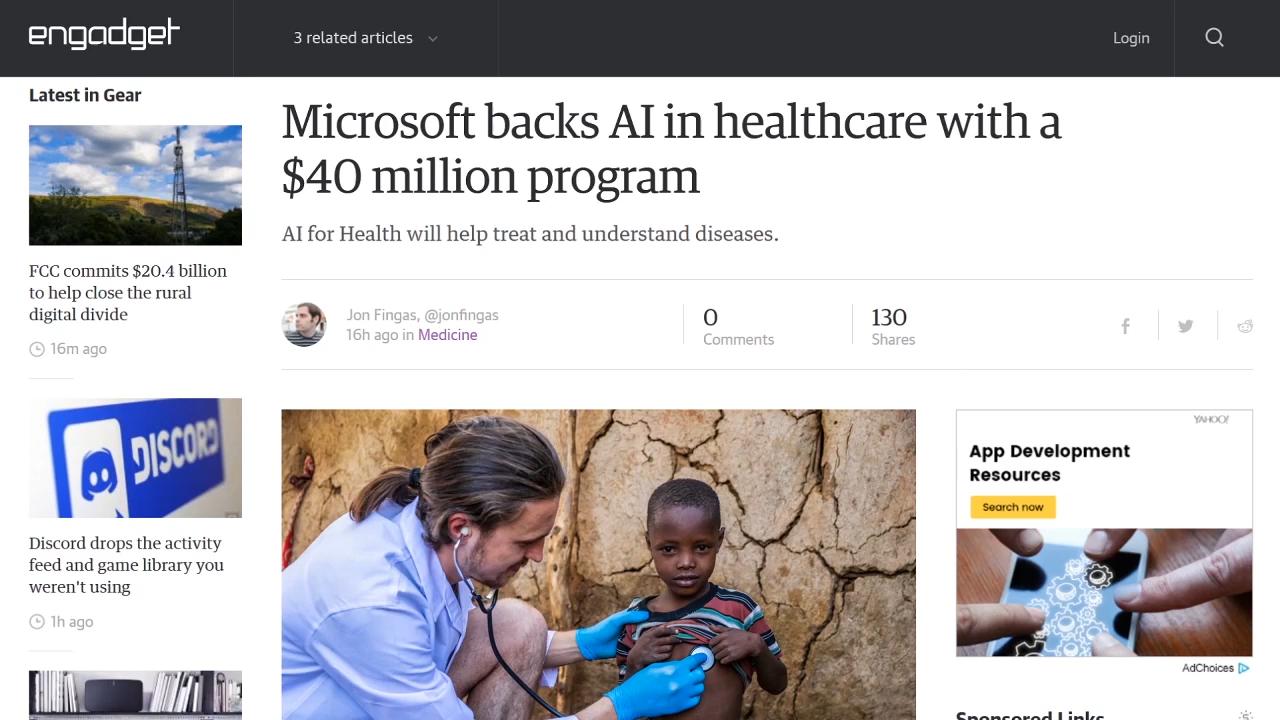 engadget
3 related articles
Login
Latest in Gear
FCC commits $20.4 billion
to help close the rural
digital divide
16m ago
DISCORD
Discord drops the activity
feed and game library you
weren't using
1h ago
Microsoft backs AI in healthcare with a
$40 million program
AI for Health will help treat and understand diseases.
Jon Fingas, @jonfingas
16h ago in Medicine
0
Comments
130
Shares
YAHOO!
App Development
Resources
Search now
AdChoices
Sponsored Links